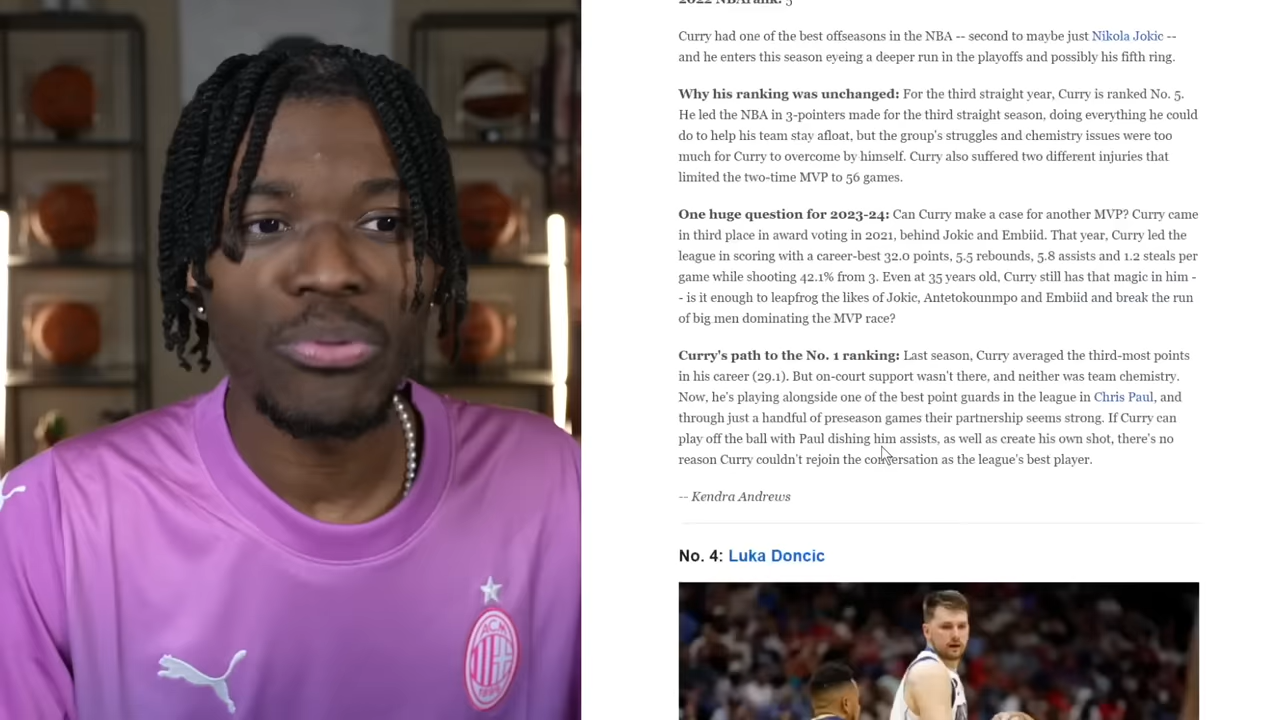 2022 NBArank: 5
Curry had one of the best offseasons in the NBA -- second to maybe just Nikola Jokic --
and he enters this season eyeing a deeper run in the playoffs and possibly his fifth ring.
Why his ranking was unchanged: For the third straight year, Curry is ranked No. 5.
He led the NBA in 3-pointers made for the third straight season, doing everything he could
do to help his team stay afloat, but the group's struggles and chemistry issues were too
much for Curry to overcome by himself. Curry also suffered two different injuries that
limited the two-time MVP to 56 games.
One huge question for 2023-24: Can Curry make a case for another MVP? Curry came
in third place in award voting in 2021, behind Jokic and Embiid. That year, Curry led the
league in scoring with a career-best 32.0 points, 5.5 rebounds, 5.8 assists and 1.2 steals per
game while shooting 42.1% from 3. Even at 35 years old, Curry still has that magic in him -
- is it enough to leapfrog the likes of Jokic, Antetokounmpo and Embiid and break the run
of big men dominating the MVP race?
Curry's path to the No. 1 ranking: Last season, Curry averaged the third-most points
in his career (29.1). But on-court support wasn't there, and neither was team chemistry.
Now, he's playing alongside one of the best point guards in the league in Chris Paul, and
through just a handful of preseason games their partnership seems strong. If Curry can
play off the ball with Paul dishing him assists, as well as create his own shot, there's no
reason Curry couldn't rejoin the conversation as the league's best player.
-- Kendra Andrews
No. 4: Luka Doncic
ACM